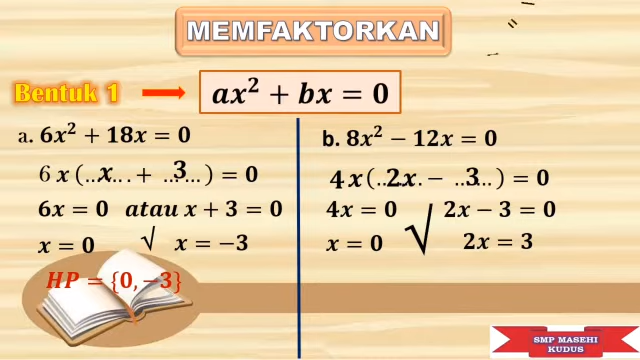 MEMFAKTORKAN
Bentuk 1 → ax² + bx = 0
a. 6x² + 18x = 0
6 x (..x... + ...3... ) = 0
6x = 0 atau x + 3 = 0
x = 0 √ x = −3
HP = {0, −3}
b. 8x² − 12x = 0
4 x(..2x.. − ...3... ) = 0
4x = 0 √ 2x − 3 = 0
x = 0 2x = 3
SMP MASEHI
KUDUS